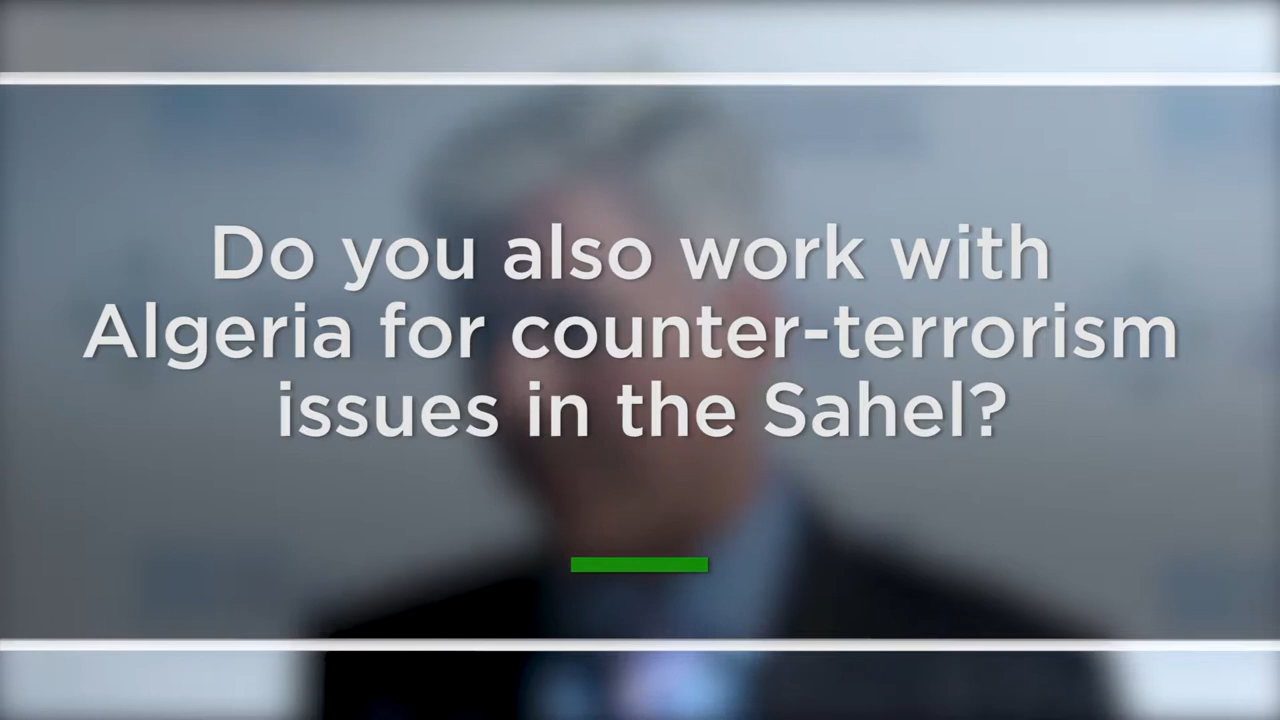 Do you also work with
Algeria for counter-terrorism
issues in the Sahel?